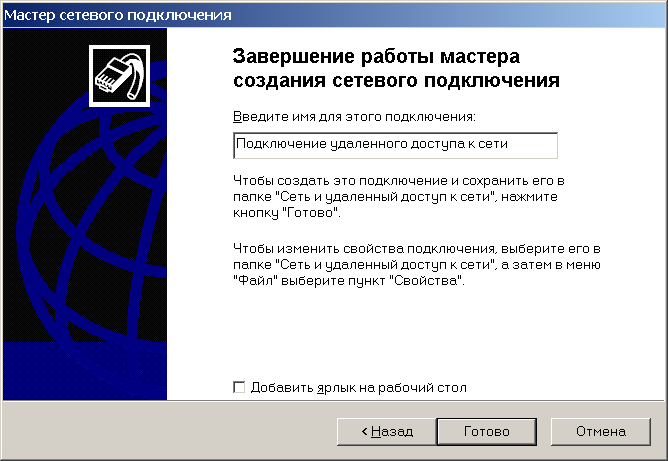 Мастер сетевого подключения
Завершение работы мастера
создания сетевого подключения
Введите имя для этого подключения:
Подключение удаленного доступа к сети
Чтобы создать это подключение и сохранить его в
папке "Сеть и удаленный доступ к сети", нажмите
кнопку "Готово".
Чтобы изменить свойства подключения, выберите его в
папке "Сеть и удаленный доступ к сети", а затем в меню
"Файл" выберите пункт "Свойства".
Добавить ярлык на рабочий стол
< Назад
Готово
Отмена